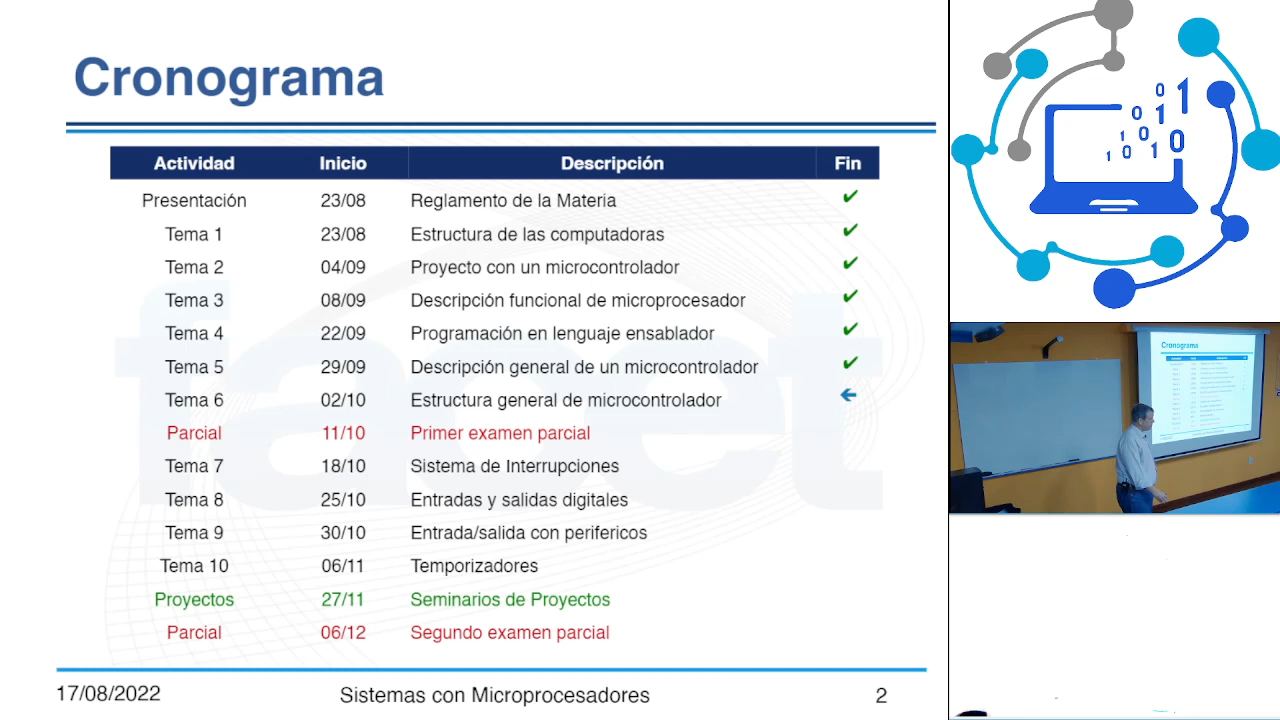 Cronograma
Actividad Inicio Descripción Fin
Presentación 23/08 Reglamento de la Materia ✔
Tema 1 23/08 Estructura de las computadoras ✔
Tema 2 04/09 Proyecto con un microcontrolador ✔
Tema 3 08/09 Descripción funcional de microprocesador ✔
Tema 4 22/09 Programación en lenguaje ensablador ✔
Tema 5 29/09 Descripción general de un microcontrolador ✔
Tema 6 02/10 Estructura general de microcontrolador ←
Parcial 11/10 Primer examen parcial
Tema 7 18/10 Sistema de Interrupciones
Tema 8 25/10 Entradas y salidas digitales
Tema 9 30/10 Entrada/salida con perifericos
Tema 10 06/11 Temporizadores
Proyectos 27/11 Seminarios de Proyectos
Parcial 06/12 Segundo examen parcial
17/08/2022 Sistemas con Microprocesadores 2
0 1
0 1 1
1 0 0
1 0 1
Cronograma